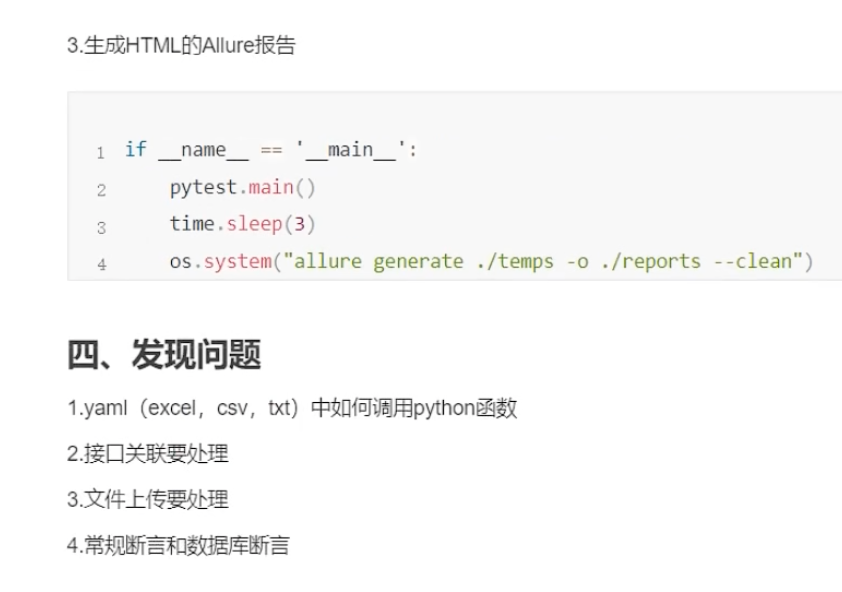 3.生成HTML的Allure报告
1 if __name__ == '__main__':
2 pytest.main()
3 time.sleep(3)
4 os.system("allure generate ./temps -o ./reports --clean")
四、发现问题
1.yaml（excel，csv，txt）中如何调用python函数
2.接口关联要处理
3.文件上传要处理
4.常规断言和数据库断言